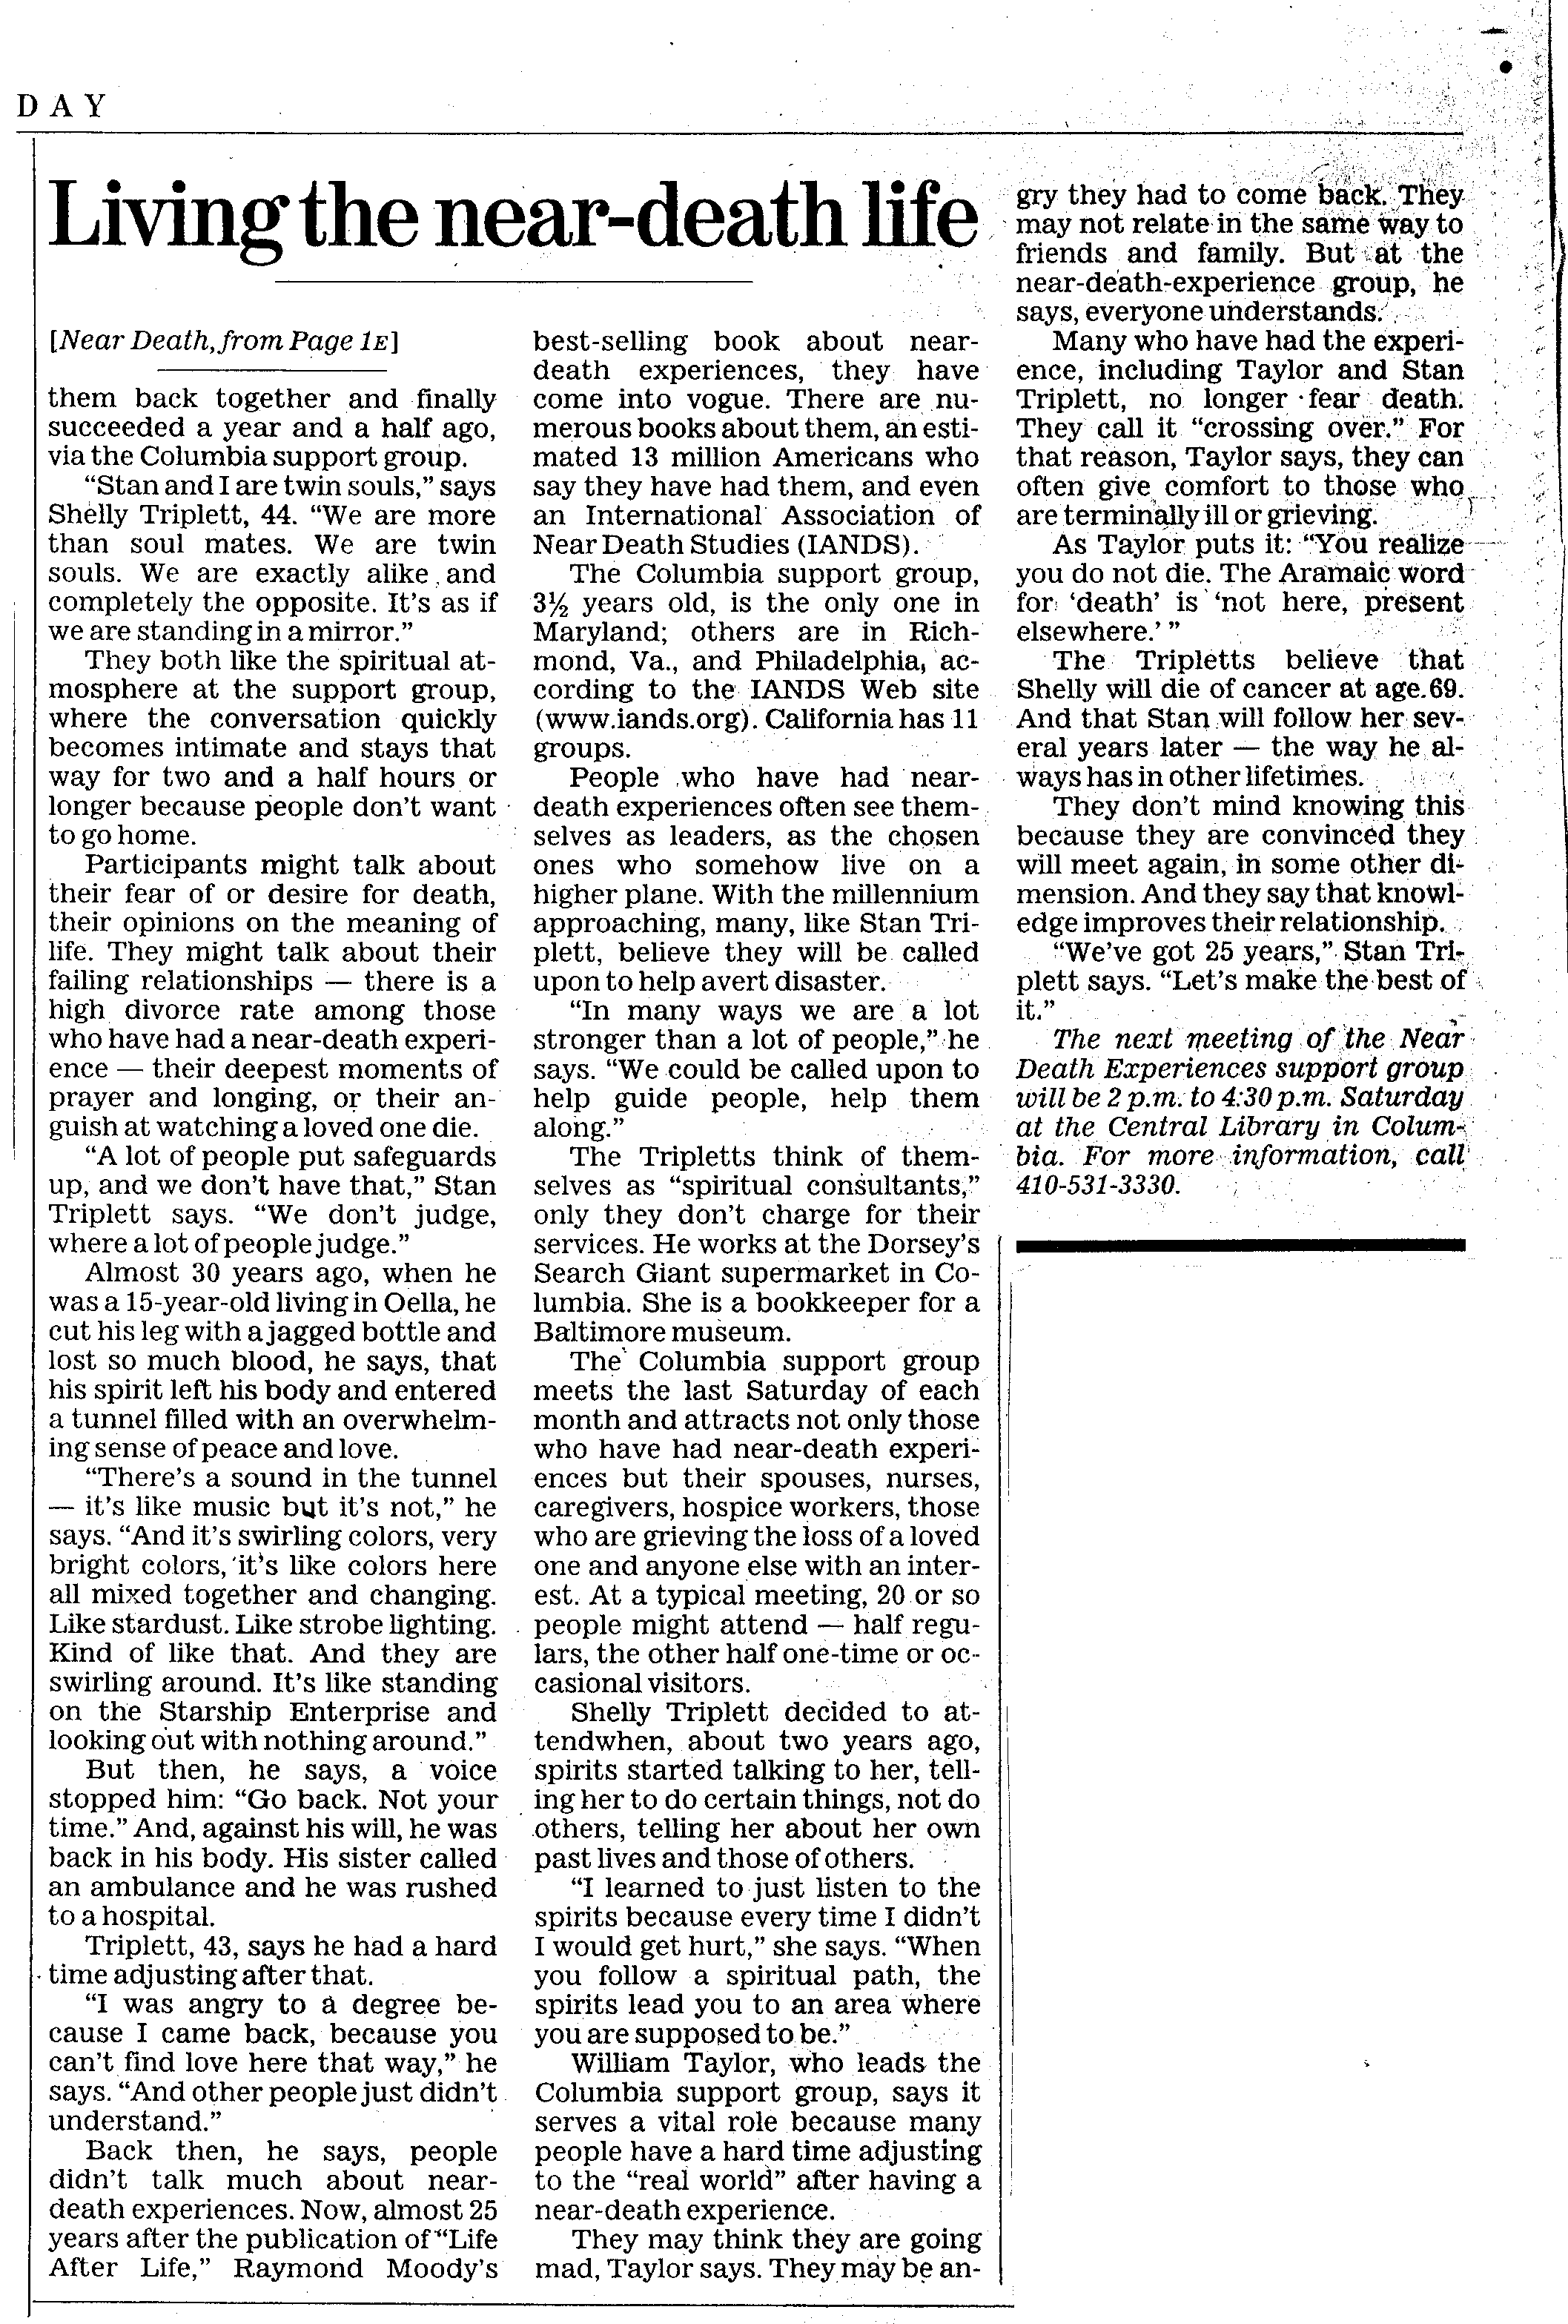 DAY
Living the near-death life
[Near Death, from Page 1E]
them back together and finally
succeeded a year and a half ago,
via the Columbia support group.
“Stan and I are twin souls,” says
Shelly Triplett, 44. “We are more
than soul mates. We are twin
souls. We are exactly alike and
completely the opposite. It's as if
we are standing in a mirror.”
They both like the spiritual at-
mosphere at the support group,
where the conversation quickly
becomes intimate and stays that
way for two and a half hours or
longer because people don't want
to go home.
Participants might talk about
their fear of or desire for death,
their opinions on the meaning of
life. They might talk about their
failing relationships — there is a
high divorce rate among those
who have had a near-death experi-
ence — their deepest moments of
prayer and longing, or their an-
guish at watching a loved one die.
“A lot of people put safeguards
up, and we don't have that,” Stan
Triplett says. “We don't judge,
where a lot of people judge.”
Almost 30 years ago, when he
was a 15-year-old living in Oella, he
cut his leg with a jagged bottle and
lost so much blood, he says, that
his spirit left his body and entered
a tunnel filled with an overwhelm-
ing sense of peace and love.
“There's a sound in the tunnel
— it's like music but it's not,” he
says. “And it's swirling colors, very
bright colors, it's like colors here
all mixed together and changing.
Like stardust. Like strobe lighting.
Kind of like that. And they are
swirling around. It's like standing
on the Starship Enterprise and
looking out with nothing around.”
But then, he says, a voice
stopped him: “Go back. Not your
time.” And, against his will, he was
back in his body. His sister called
an ambulance and he was rushed
to a hospital.
Triplett, 43, says he had a hard
time adjusting after that.
“I was angry to a degree be-
cause I came back, because you
can't find love here that way,” he
says. “And other people just didn't
understand.”
Back then, he says, people
didn't talk much about near-
death experiences. Now, almost 25
years after the publication of “Life
After Life,” Raymond Moody's
best-selling book about near-
death experiences, they have
come into vogue. There are nu-
merous books about them, an esti-
mated 13 million Americans who
say they have had them, and even
an International Association of
Near Death Studies (IANDS).
The Columbia support group,
3½ years old, is the only one in
Maryland; others are in Rich-
mond, Va., and Philadelphia, ac-
cording to the IANDS Web site
(www.iands.org). California has 11
groups.
People who have had near-
death experiences often see them-
selves as leaders, as the chosen
ones who somehow live on a
higher plane. With the millennium
approaching, many, like Stan Tri-
plett, believe they will be called
upon to help avert disaster.
“In many ways we are a lot
stronger than a lot of people,” he
says. “We could be called upon to
help guide people, help them
along.”
The Tripletts think of them-
selves as “spiritual consultants,”
only they don't charge for their
services. He works at the Dorsey's
Search Giant supermarket in Co-
lumbia. She is a bookkeeper for a
Baltimore museum.
The Columbia support group
meets the last Saturday of each
month and attracts not only those
who have had near-death experi-
ences but their spouses, nurses,
caregivers, hospice workers, those
who are grieving the loss of a loved
one and anyone else with an inter-
est. At a typical meeting, 20 or so
people might attend — half regu-
lars, the other half one-time or oc-
casional visitors.
Shelly Triplett decided to at-
tendwhen, about two years ago,
spirits started talking to her, tell-
ing her to do certain things, not do
others, telling her about her own
past lives and those of others.
“I learned to just listen to the
spirits because every time I didn't
I would get hurt,” she says. “When
you follow a spiritual path, the
spirits lead you to an area where
you are supposed to be.”
William Taylor, who leads the
Columbia support group, says it
serves a vital role because many
people have a hard time adjusting
to the “real world” after having a
near-death experience.
They may think they are going
mad, Taylor says. They may be an-
gry they had to come back. They
may not relate in the same way to
friends and family. But at the
near-death-experience group, he
says, everyone understands.
Many who have had the experi-
ence, including Taylor and Stan
Triplett, no longer fear death.
They call it “crossing over.” For
that reason, Taylor says, they can
often give comfort to those who
are terminally ill or grieving.
As Taylor puts it: “You realize
you do not die. The Aramaic word
for ‘death’ is ‘not here, present
elsewhere.’ ”
The Tripletts believe that
Shelly will die of cancer at age 69.
And that Stan will follow her sev-
eral years later — the way he al-
ways has in other lifetimes.
They don't mind knowing this
because they are convinced they
will meet again, in some other di-
mension. And they say that knowl-
edge improves their relationship.
“We've got 25 years,” Stan Tri-
plett says. “Let's make the best of
it.”
The next meeting of the Near
Death Experiences support group
will be 2 p.m. to 4:30 p.m. Saturday
at the Central Library in Colum-
bia. For more information, call
410-531-3330.